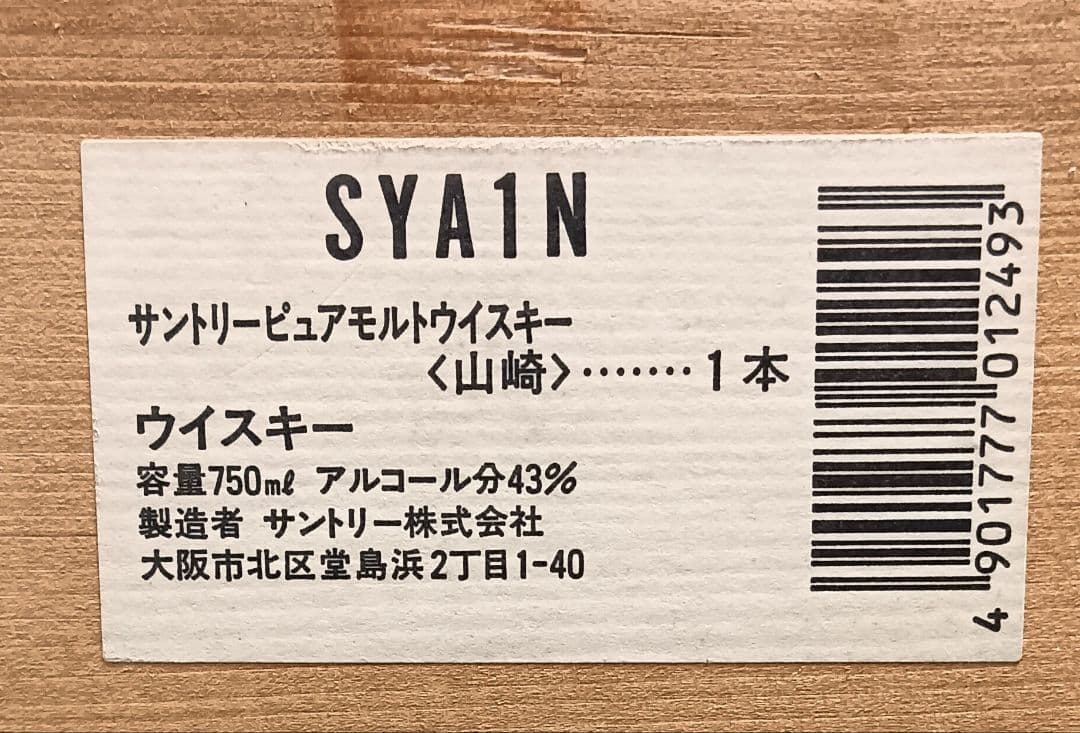 SYA1N
サントリーピュアモルトウイスキー
〈山崎〉‥‥‥‥1本
ウイスキー
容量750mℓ アルコール分43%
製造者 サントリー株式会社
大阪市北区堂島浜2丁目1-40
4901777012493